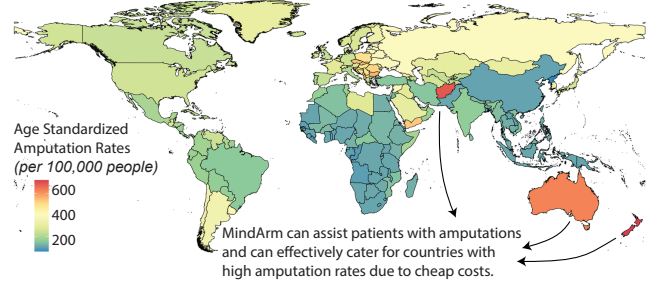 Age Standardized
Amputation Rates
(per 100,000 people)
600
400
200
MindArm can assist patients with amputations
and can effectively cater for countries with
high amputation rates due to cheap costs.